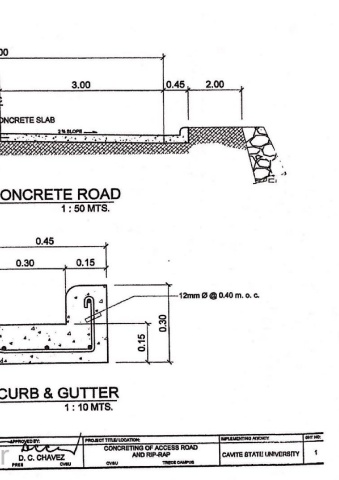 00
3.00
0.45
2.00
ONCRETE SLAB
2% SLOPE
ONCRETE ROAD
1 : 50 MTS.
0.45
0.30
0.15
12mm Ø @ 0.40 m. o. c.
0.15
0.30
CURB & GUTTER
1 : 10 MTS.
APPROVED BY:
D. C. CHAVEZ
PRES CVSU
PROJECT TITLE/LOCATION:
CONCRETING OF ACCESS ROAD
AND RIP-RAP
CVSU TRECE CAMPUS
IMPLEMENTING AGENCY:
CAVITE STATE UNIVERSITY
SHT NO:
1